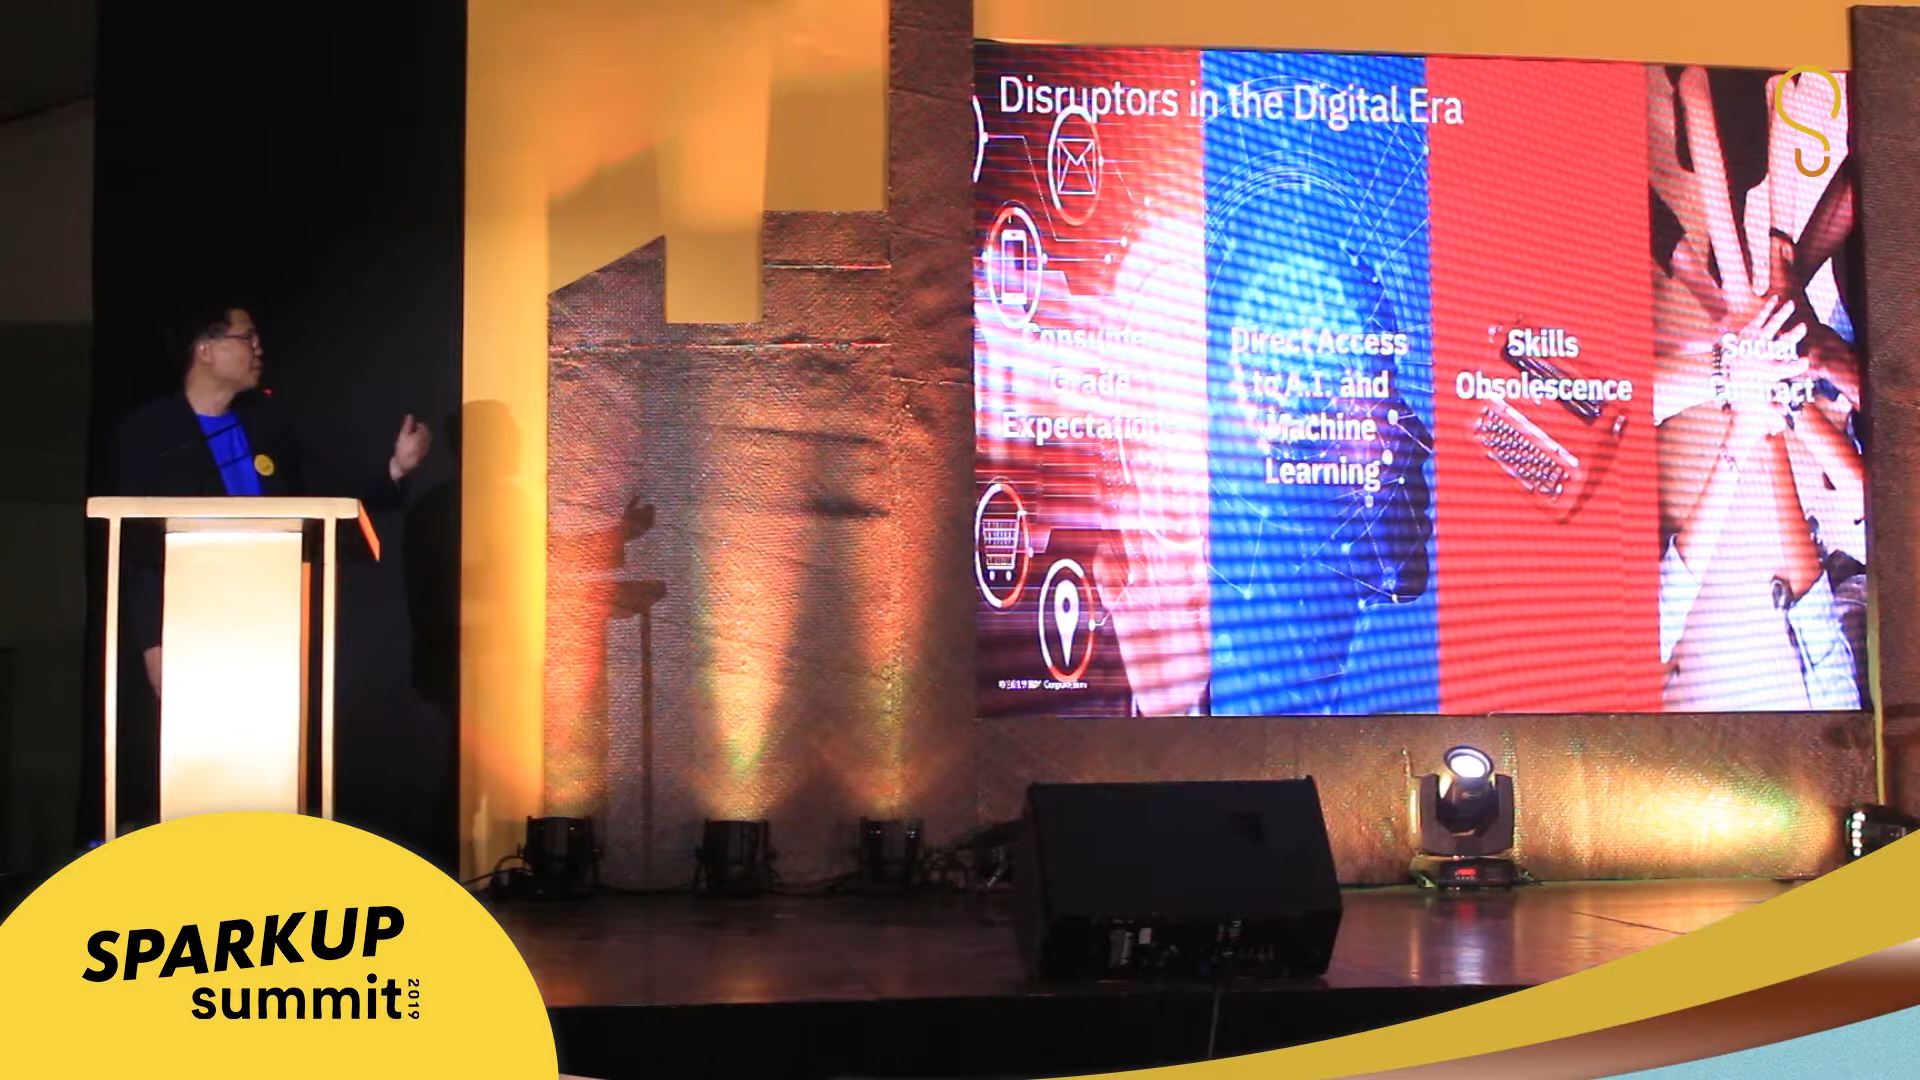 Disruptors in the Digital Era
Consumer
Grade
Expectations
Direct Access
to A.I. and
Machine
Learning
Skills
Obsolescence
Social
Contract
SPARKUP
summit 2019